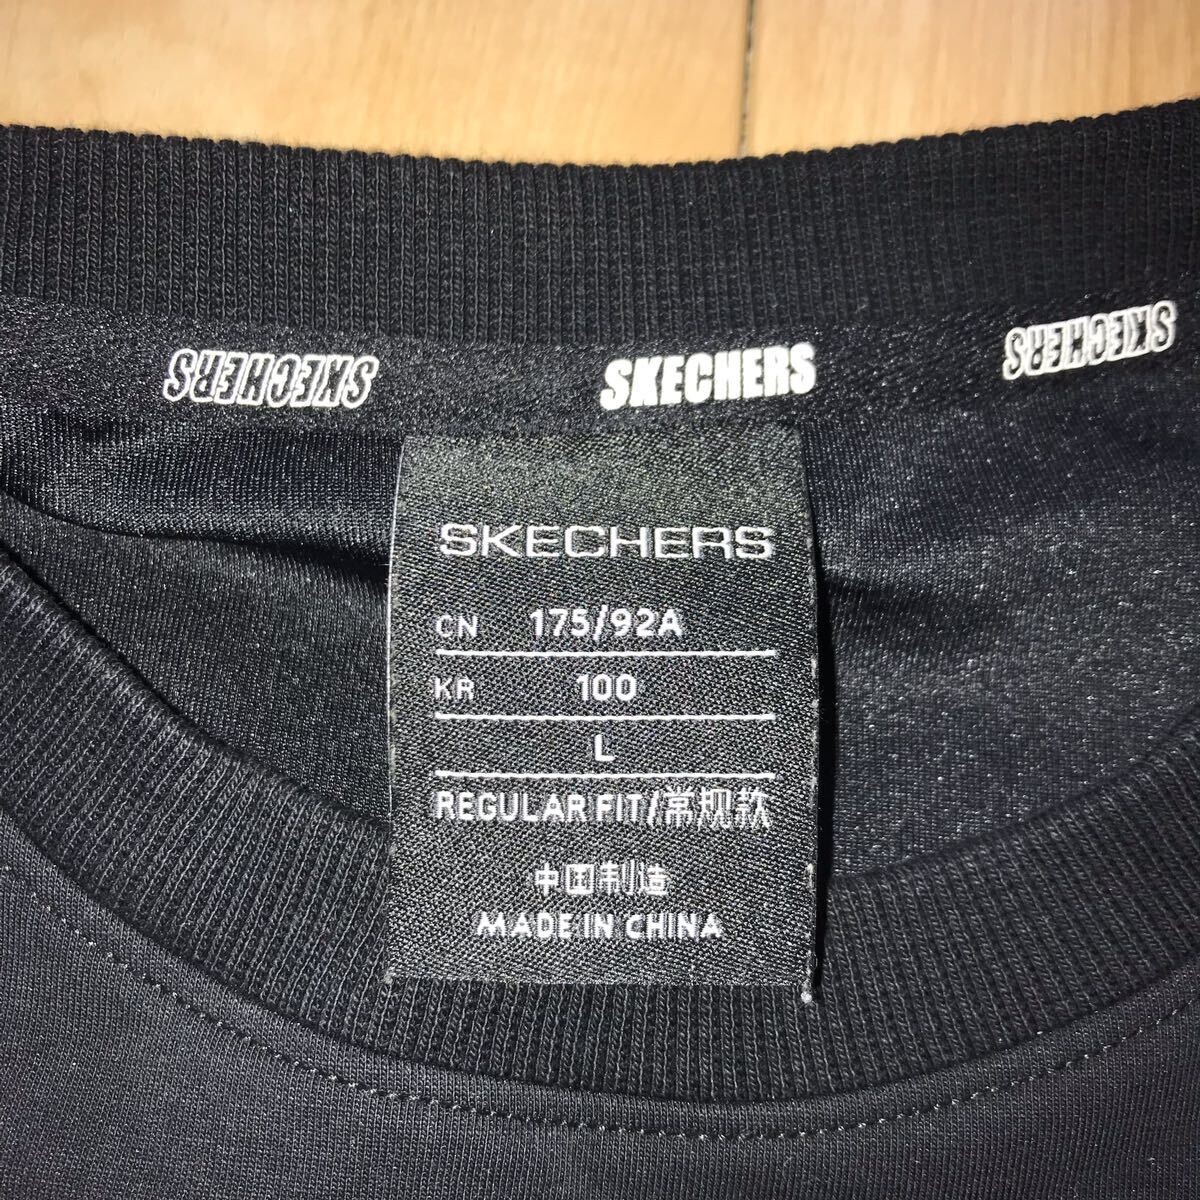 SKECHERS SKECHERS SKECHERS
SKECHERS
CN 175/92A
KR 100
L
REGULAR FIT/常规款
中国制造
MADE IN CHINA